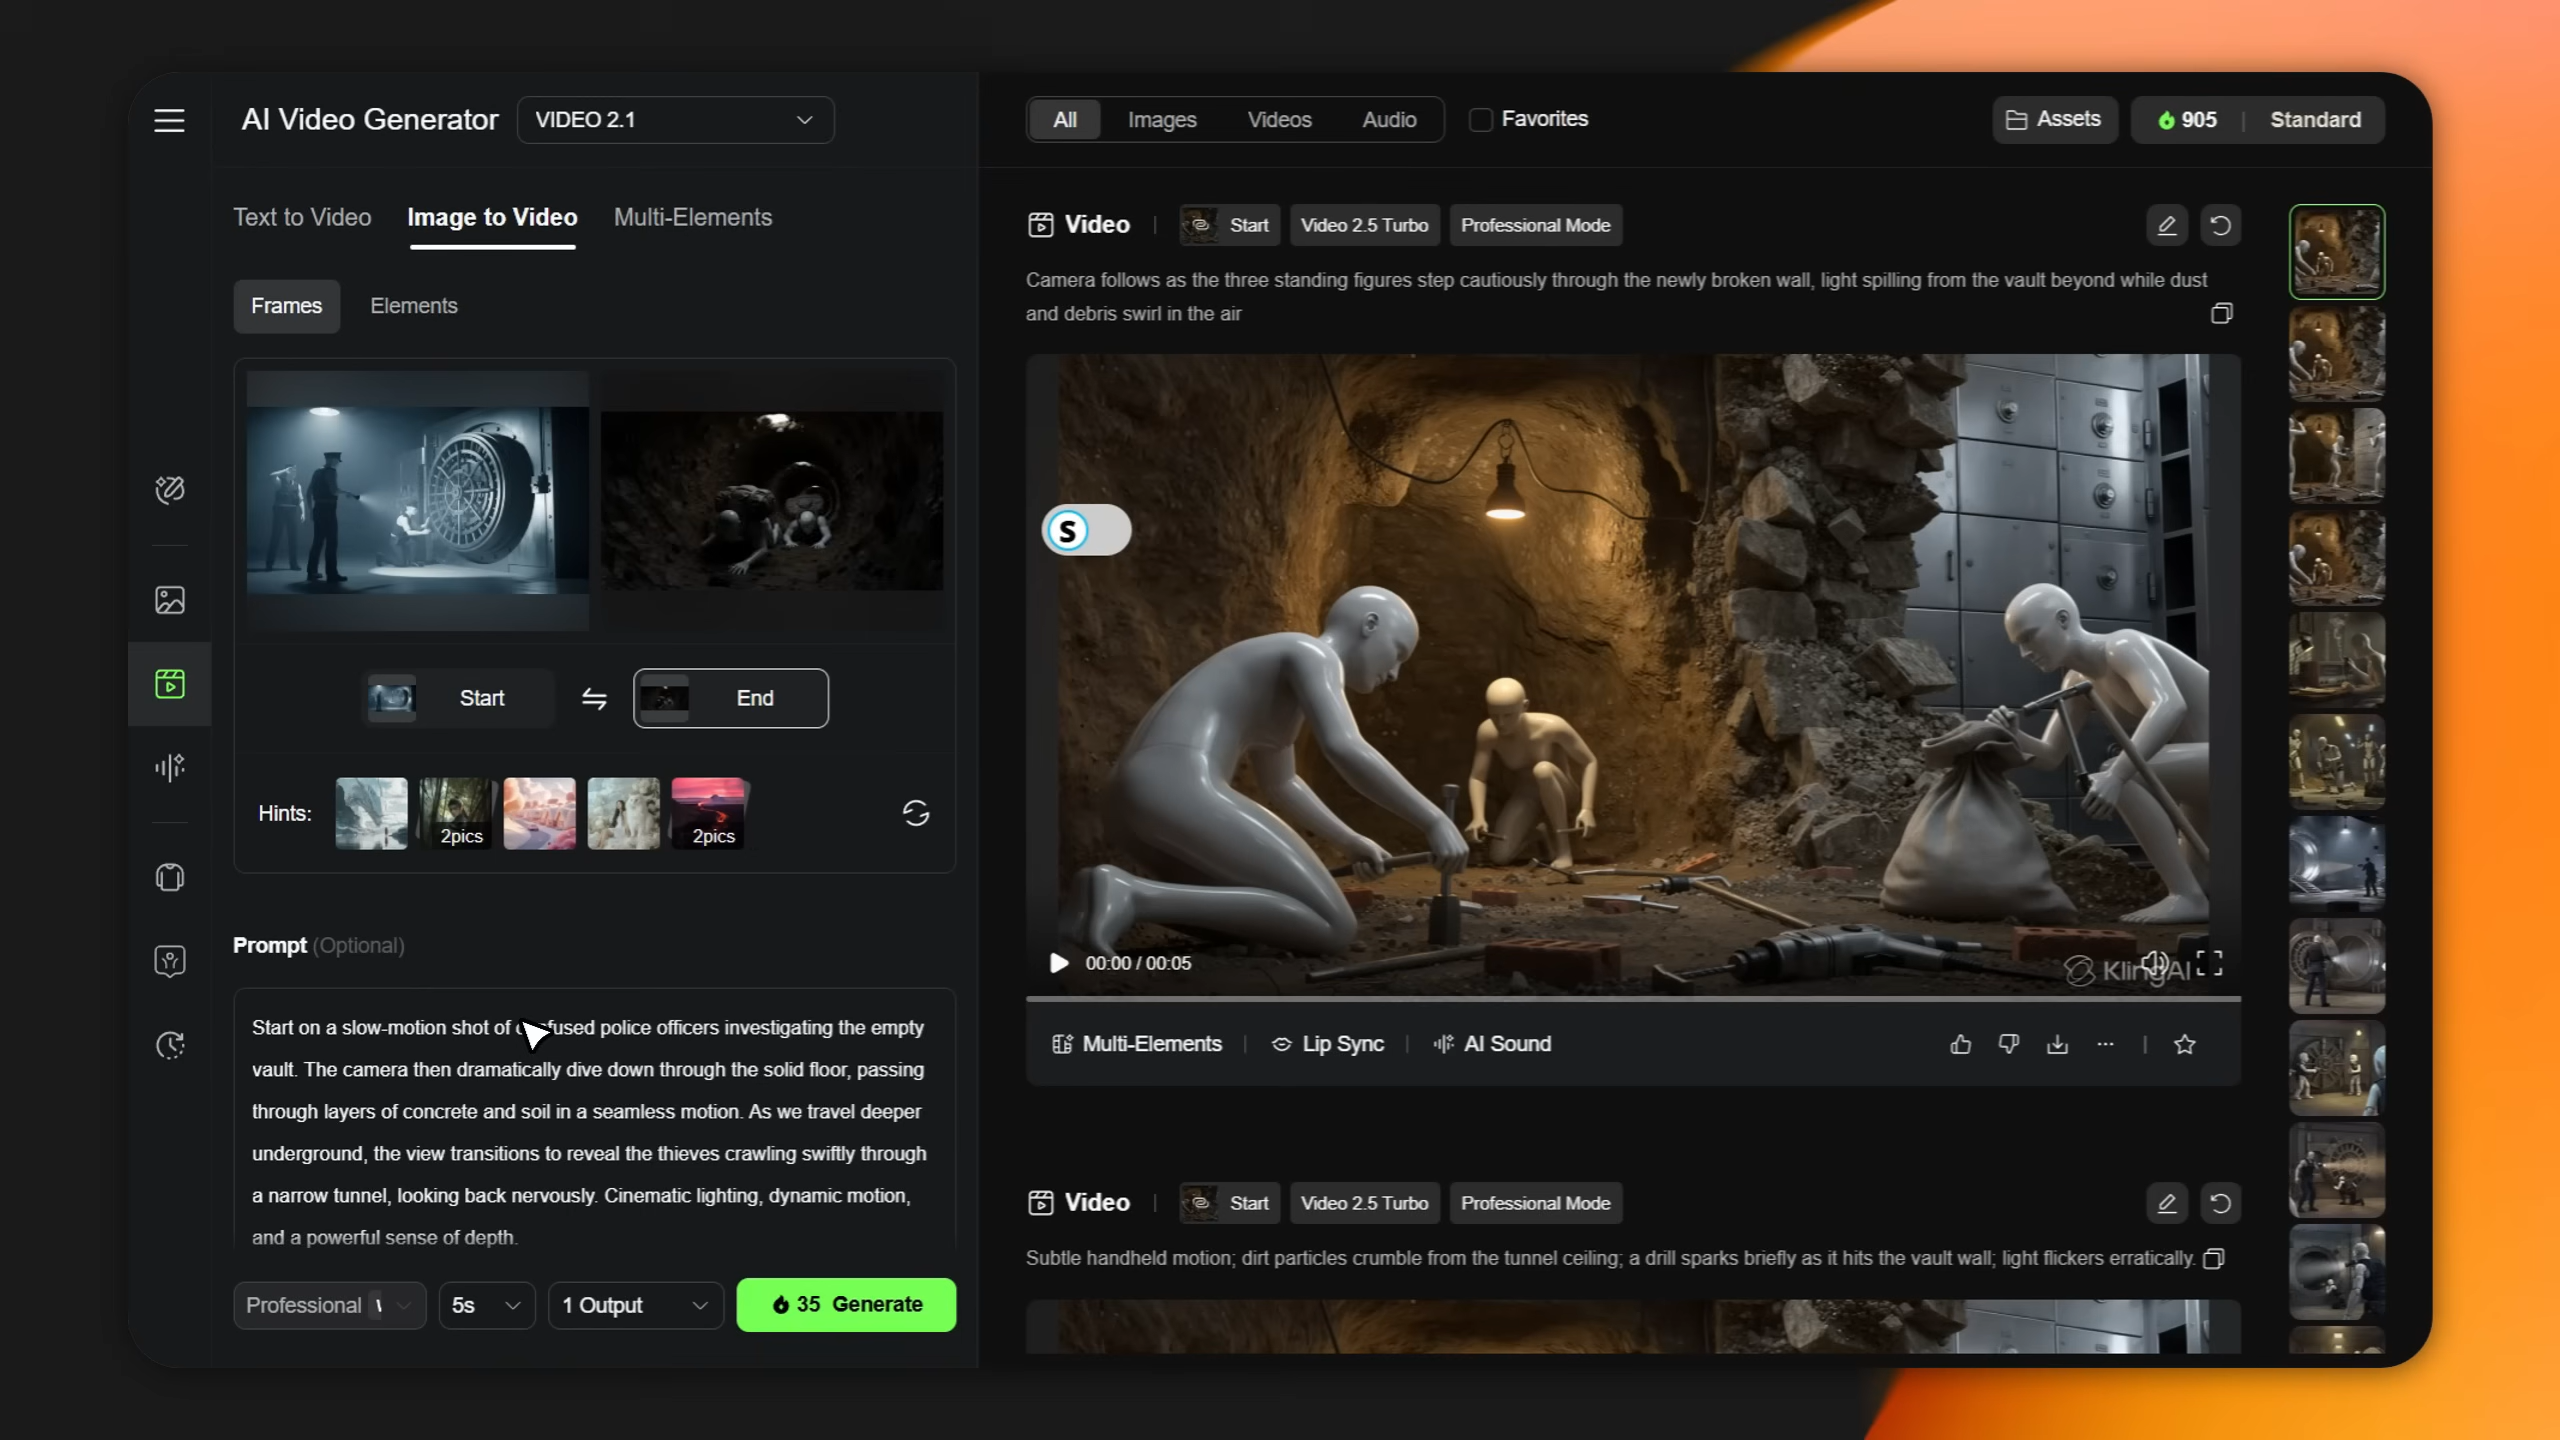 AI Video Generator
VIDEO 2.1
Text to Video
Image to Video
Multi-Elements
Frames
Elements
Start
End
Hints:
2pics
2pics
Prompt (Optional)
Start on a slow-motion shot of police officers investigating the empty
vault. The camera then dramatically dive down through the solid floor, passing
through layers of concrete and soil in a seamless motion. As we travel deeper
underground, the view transitions to reveal the thieves crawling swiftly through
a narrow tunnel, looking back nervously. Cinematic lighting, dynamic motion,
and a powerful sense of depth.
Professional
5s
1 Output
35 Generate
All
Images
Videos
Audio
Favorites
Assets
905
Standard
Video
Start
Video 2.5 Turbo
Professional Mode
Camera follows as the three standing figures step cautiously through the newly broken wall, light spilling from the vault beyond while dust
and debris swirl in the air
S
00:00 / 00:05
KlingAI
Multi-Elements
Lip Sync
AI Sound
Video
Start
Video 2.5 Turbo
Professional Mode
Subtle handheld motion; dirt particles crumble from the tunnel ceiling; a drill sparks briefly as it hits the vault wall; light flickers erratically.